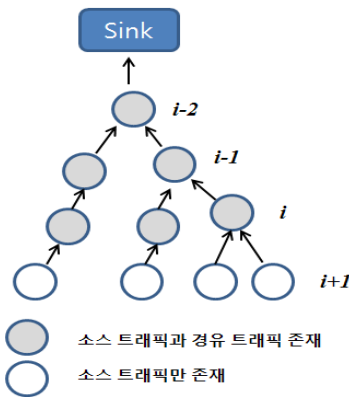 Sink
i-2
i-1
i
i+1
소스 트래픽과 경유 트래픽 존재
소스 트래픽만 존재